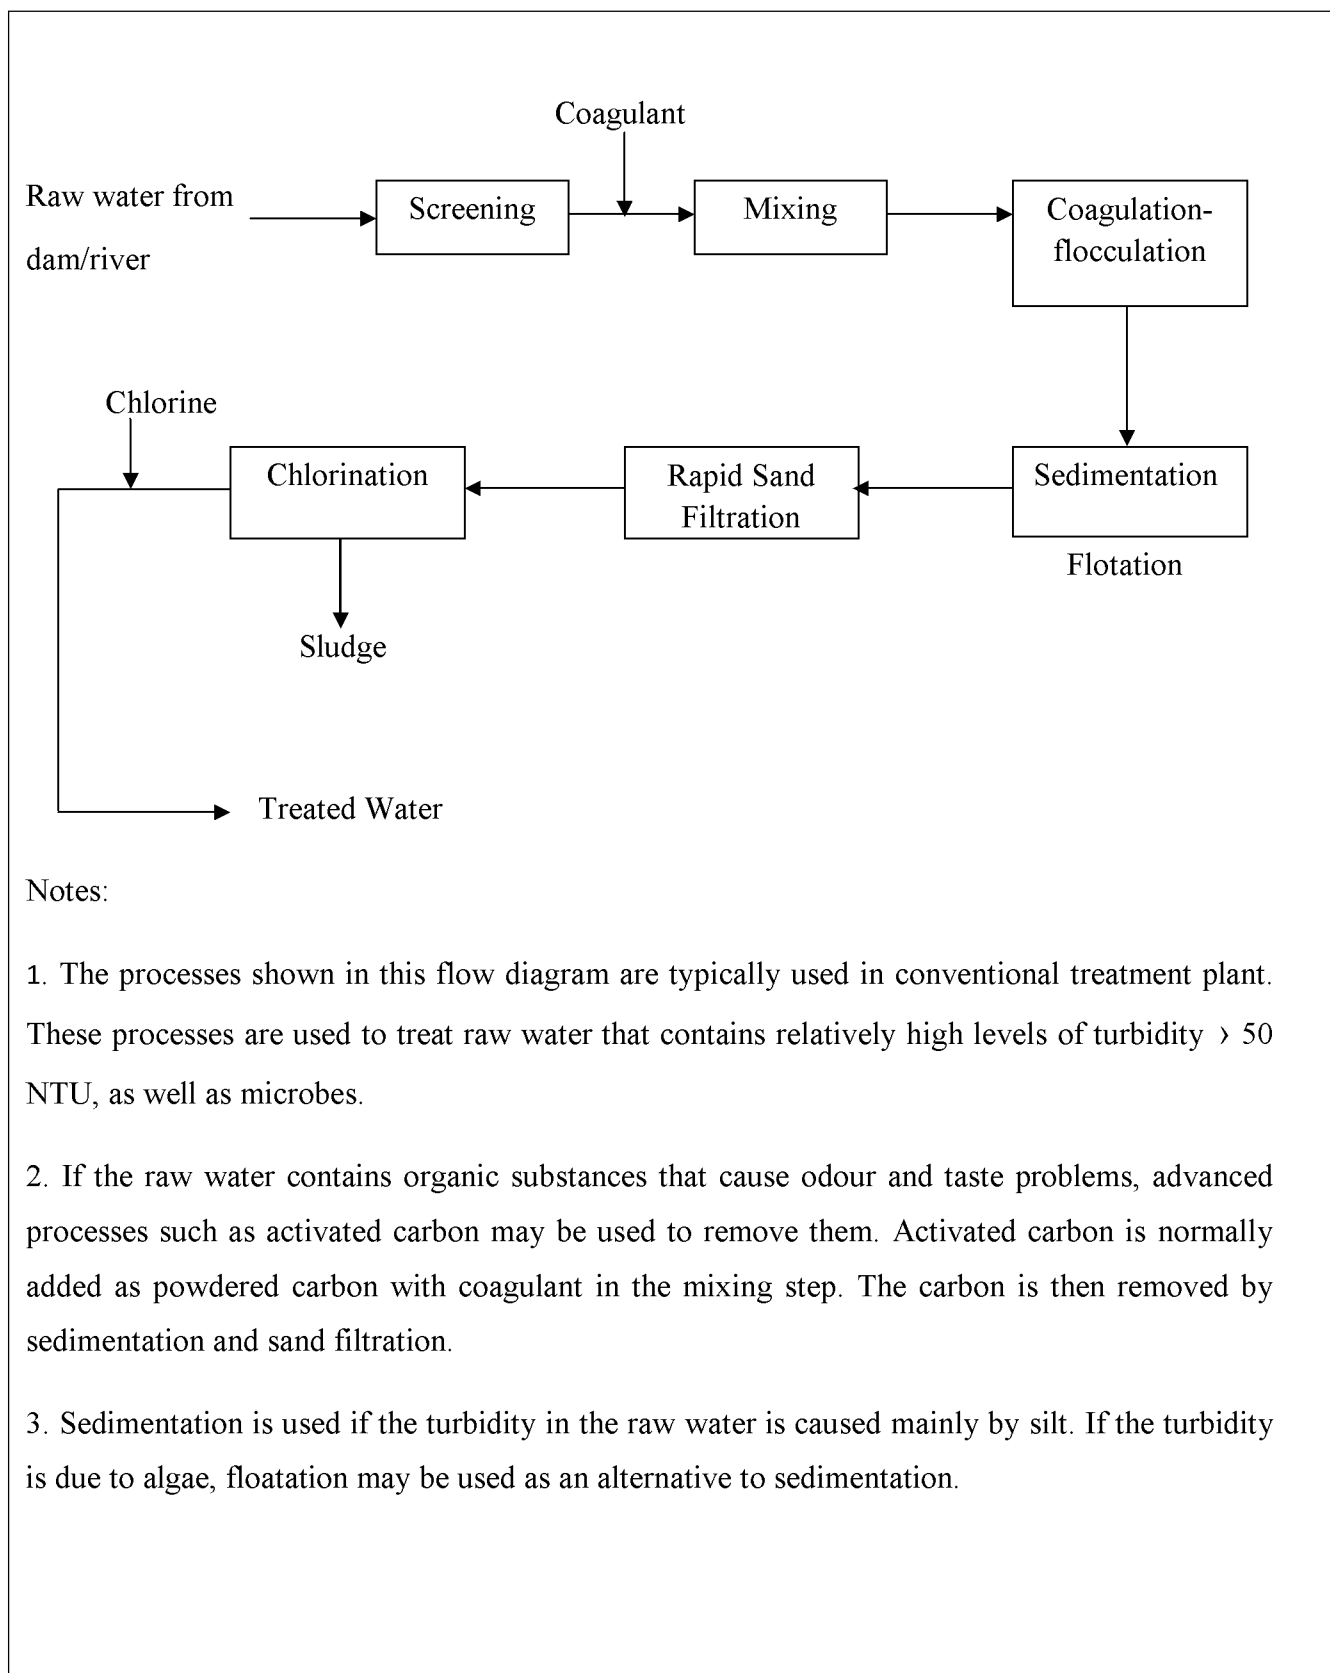 Coagulant
Raw water from
dam/river
Screening
Mixing
Coagulation-
flocculation
Chlorine
Chlorination
Rapid Sand
Filtration
Sedimentation
Flotation
Sludge
Treated Water
Notes:
1. The processes shown in this flow diagram are typically used in conventional treatment plant.
These processes are used to treat raw water that contains relatively high levels of turbidity › 50
NTU, as well as microbes.
2. If the raw water contains organic substances that cause odour and taste problems, advanced
processes such as activated carbon may be used to remove them. Activated carbon is normally
added as powdered carbon with coagulant in the mixing step. The carbon is then removed by
sedimentation and sand filtration.
3. Sedimentation is used if the turbidity in the raw water is caused mainly by silt. If the turbidity
is due to algae, floatation may be used as an alternative to sedimentation.